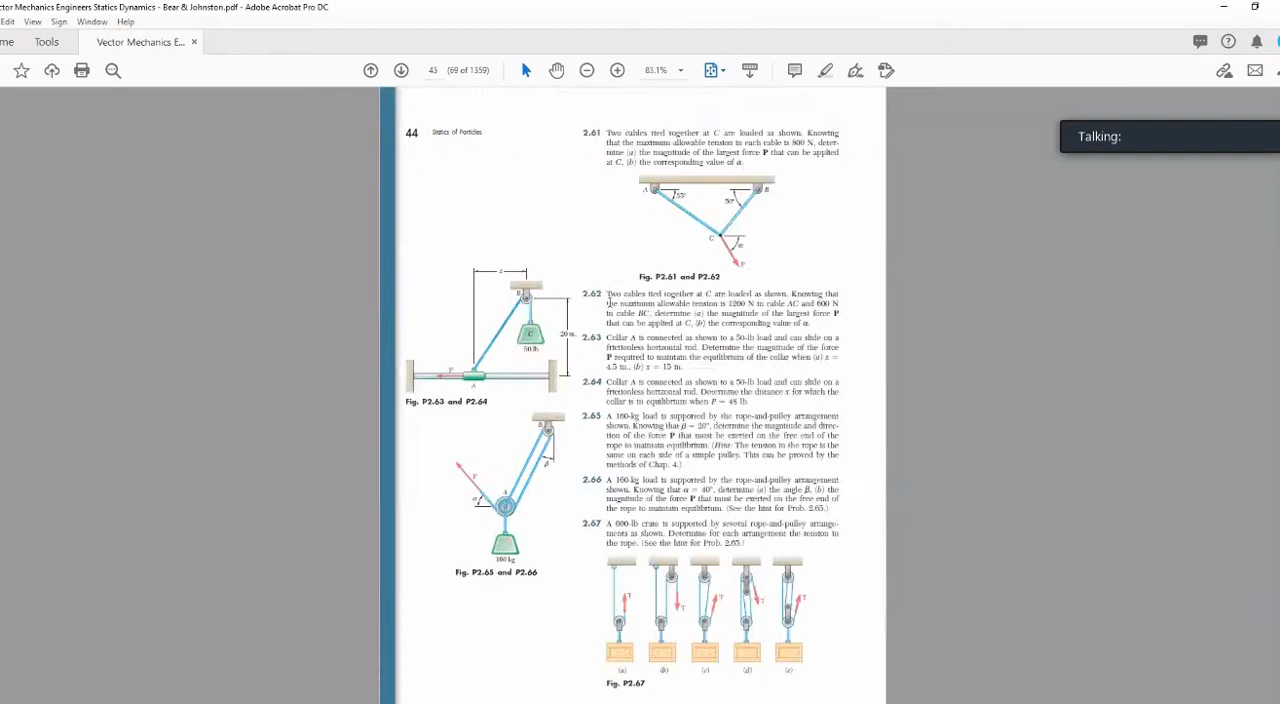 ctor Mechanics Engineers Statics Dynamics - Bear & Johnston.pdf - Adobe Acrobat Pro DC
Edit View Sign Window Help
me Tools Vector Mechanics E... ×
43 (69 of 1359) 83.1%
Talking:
44 Statics of Particles
2.61 Two cables tied together at C are loaded as shown. Knowing
that the maximum allowable tension in each cable is 800 N, deter-
mine (a) the magnitude of the largest force P that can be applied
at C, (b) the corresponding value of α.
A 35° 50° B
C α
P
Fig. P2.61 and P2.62
2.62 Two cables tied together at C are loaded as shown. Knowing that
the maximum allowable tension is 1200 N in cable AC and 600 N
in cable BC, determine (a) the magnitude of the largest force P
that can be applied at C, (b) the corresponding value of α.
2.63 Collar A is connected as shown to a 50-lb load and can slide on a
frictionless horizontal rod. Determine the magnitude of the force
P required to maintain the equilibrium of the collar when (a) x =
4.5 in., (b) x = 15 in.
2.64 Collar A is connected as shown to a 50-lb load and can slide on a
frictionless horizontal rod. Determine the distance x for which the
collar is in equilibrium when P = 48 lb.
2.65 A 160-kg load is supported by the rope-and-pulley arrangement
shown. Knowing that β = 20°, determine the magnitude and direc-
tion of the force P that must be exerted on the free end of the
rope to maintain equilibrium. (Hint: The tension in the rope is the
same on each side of a simple pulley. This can be proved by the
methods of Chap. 4.)
2.66 A 160-kg load is supported by the rope-and-pulley arrangement
shown. Knowing that α = 40°, determine (a) the angle β, (b) the
magnitude of the force P that must be exerted on the free end of
the rope to maintain equilibrium. (See the hint for Prob. 2.65.)
2.67 A 600-lb crate is supported by several rope-and-pulley arrange-
ments as shown. Determine for each arrangement the tension in
the rope. (See the hint for Prob. 2.65.)
x
B
C
20 in.
50 lb
P
A
Fig. P2.63 and P2.64
B
β
P
A
α
160 kg
Fig. P2.65 and P2.66
T T T T T
(a) (b) (c) (d) (e)
Fig. P2.67